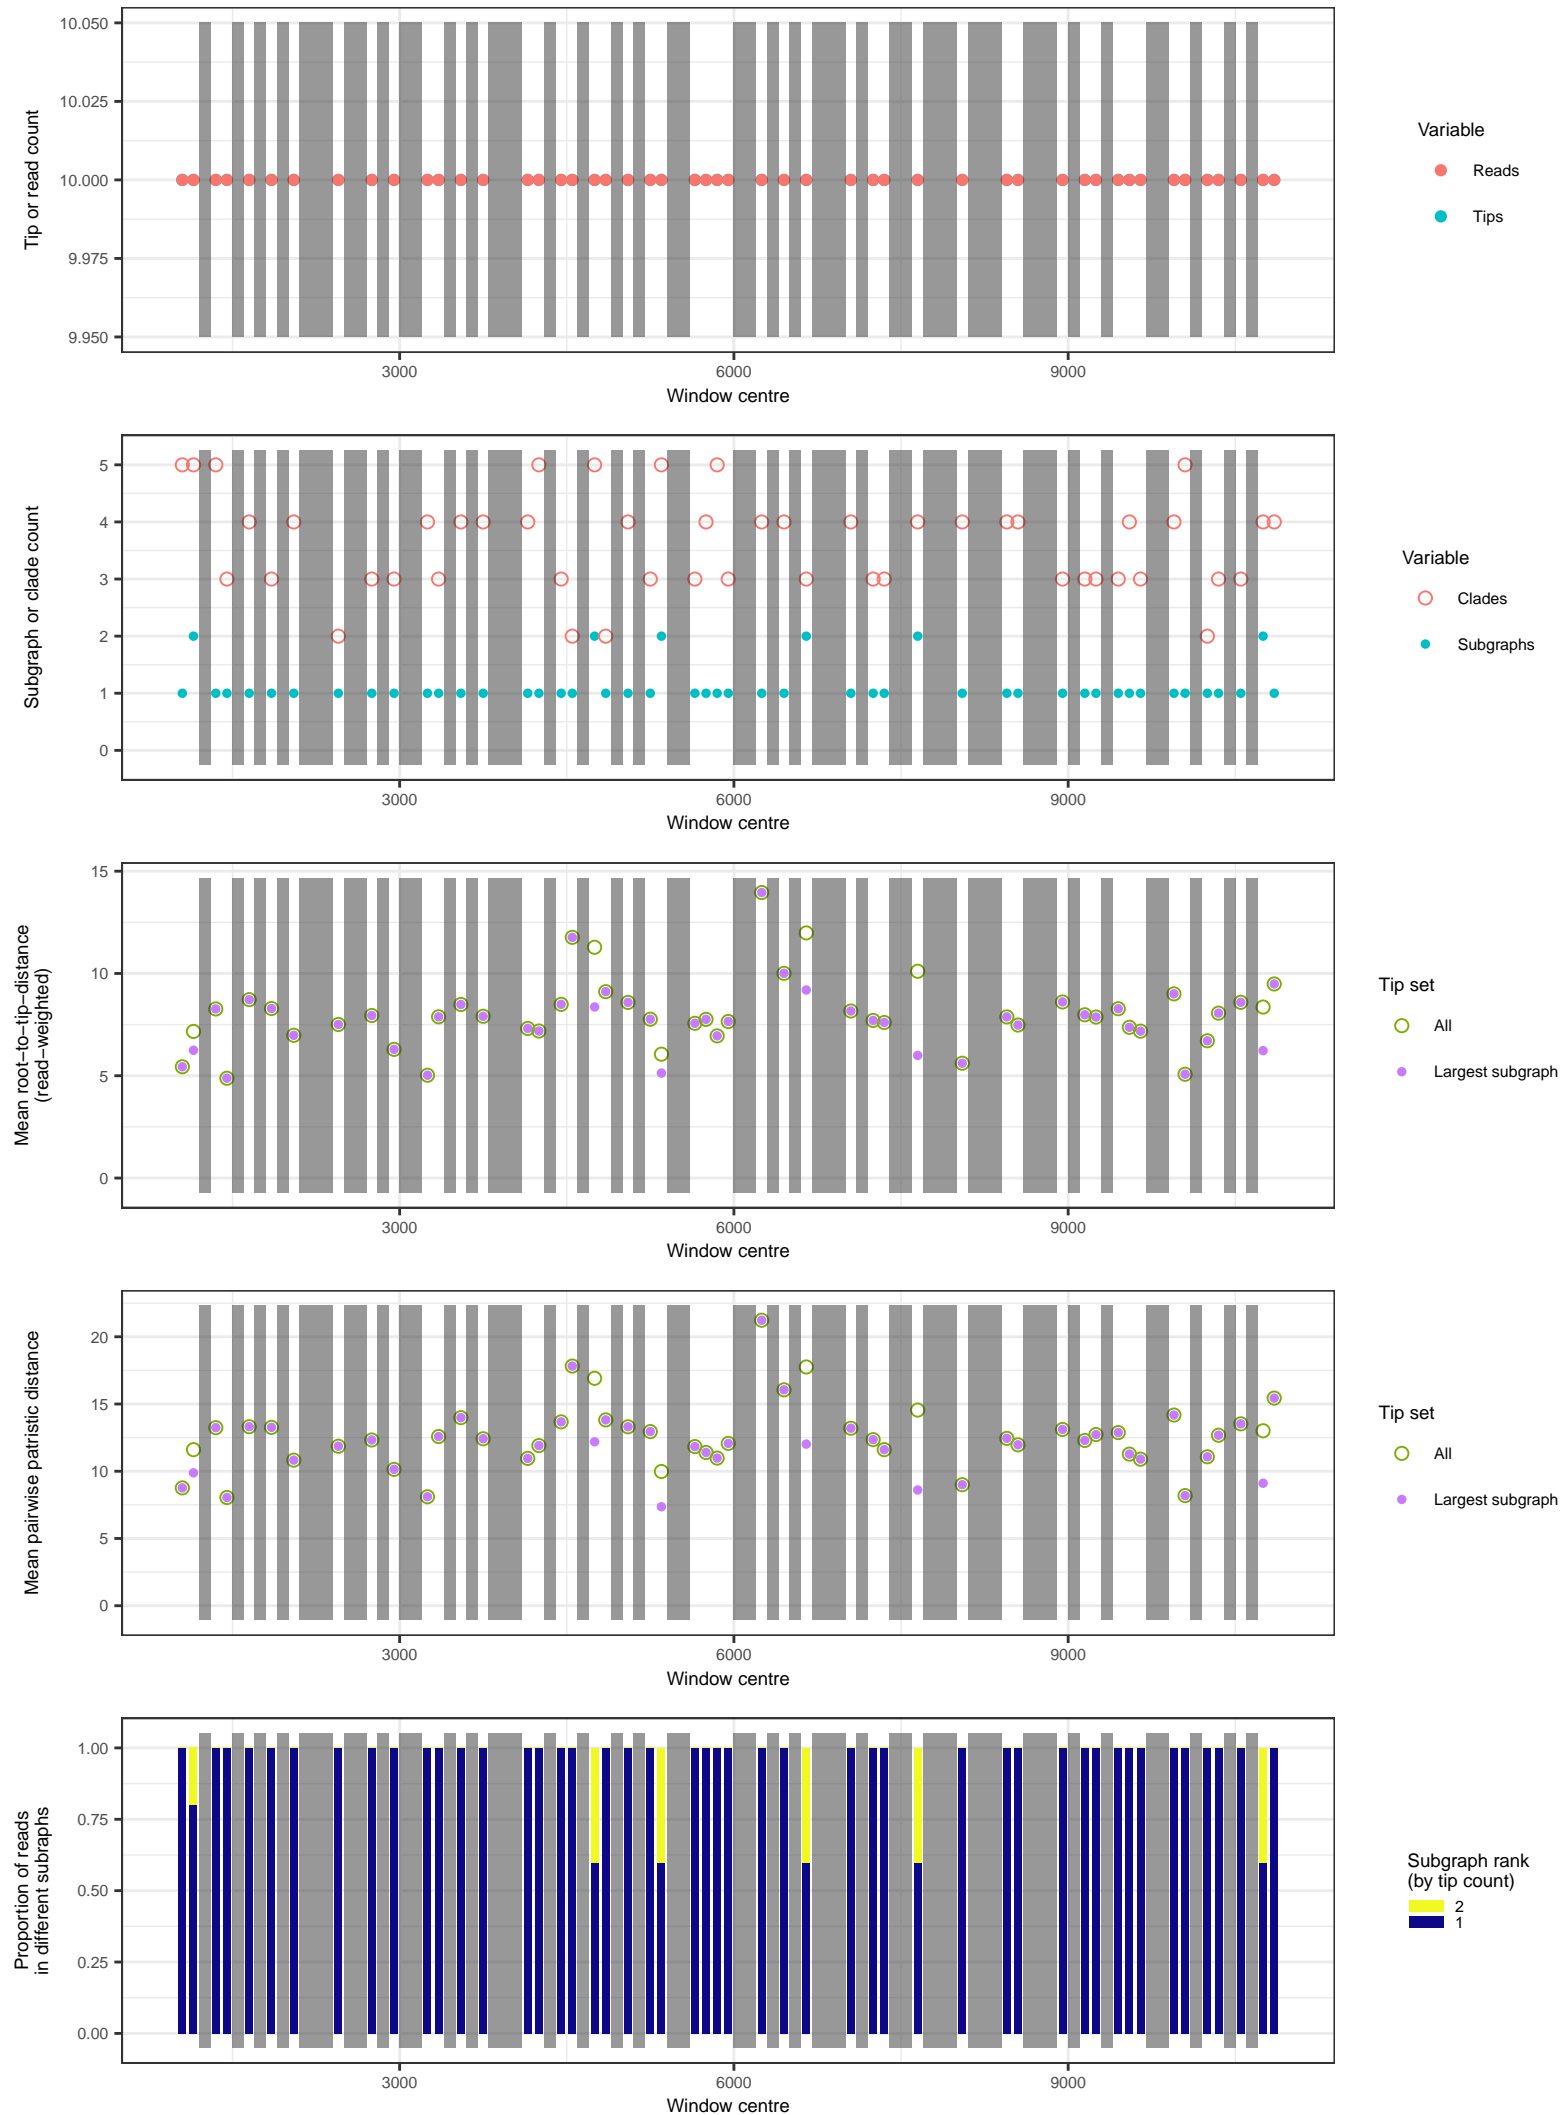 10.050
10.025
10.000
9.975
9.950
Tip or read count
3000
6000
9000
Window centre
Variable
Reads
Tips
5
4
3
2
1
0
Subgraph or clade count
3000
6000
9000
Window centre
Variable
Clades
Subgraphs
15
10
5
0
Mean root−to−tip−distance
(read−weighted)
3000
6000
9000
Window centre
Tip set
All
Largest subgraph
20
15
10
5
0
Mean pairwise patristic distance
3000
6000
9000
Window centre
Tip set
All
Largest subgraph
1.00
0.75
0.50
0.25
0.00
Proportion of reads
in different subraphs
3000
6000
9000
Window centre
Subgraph rank
(by tip count)
2
1